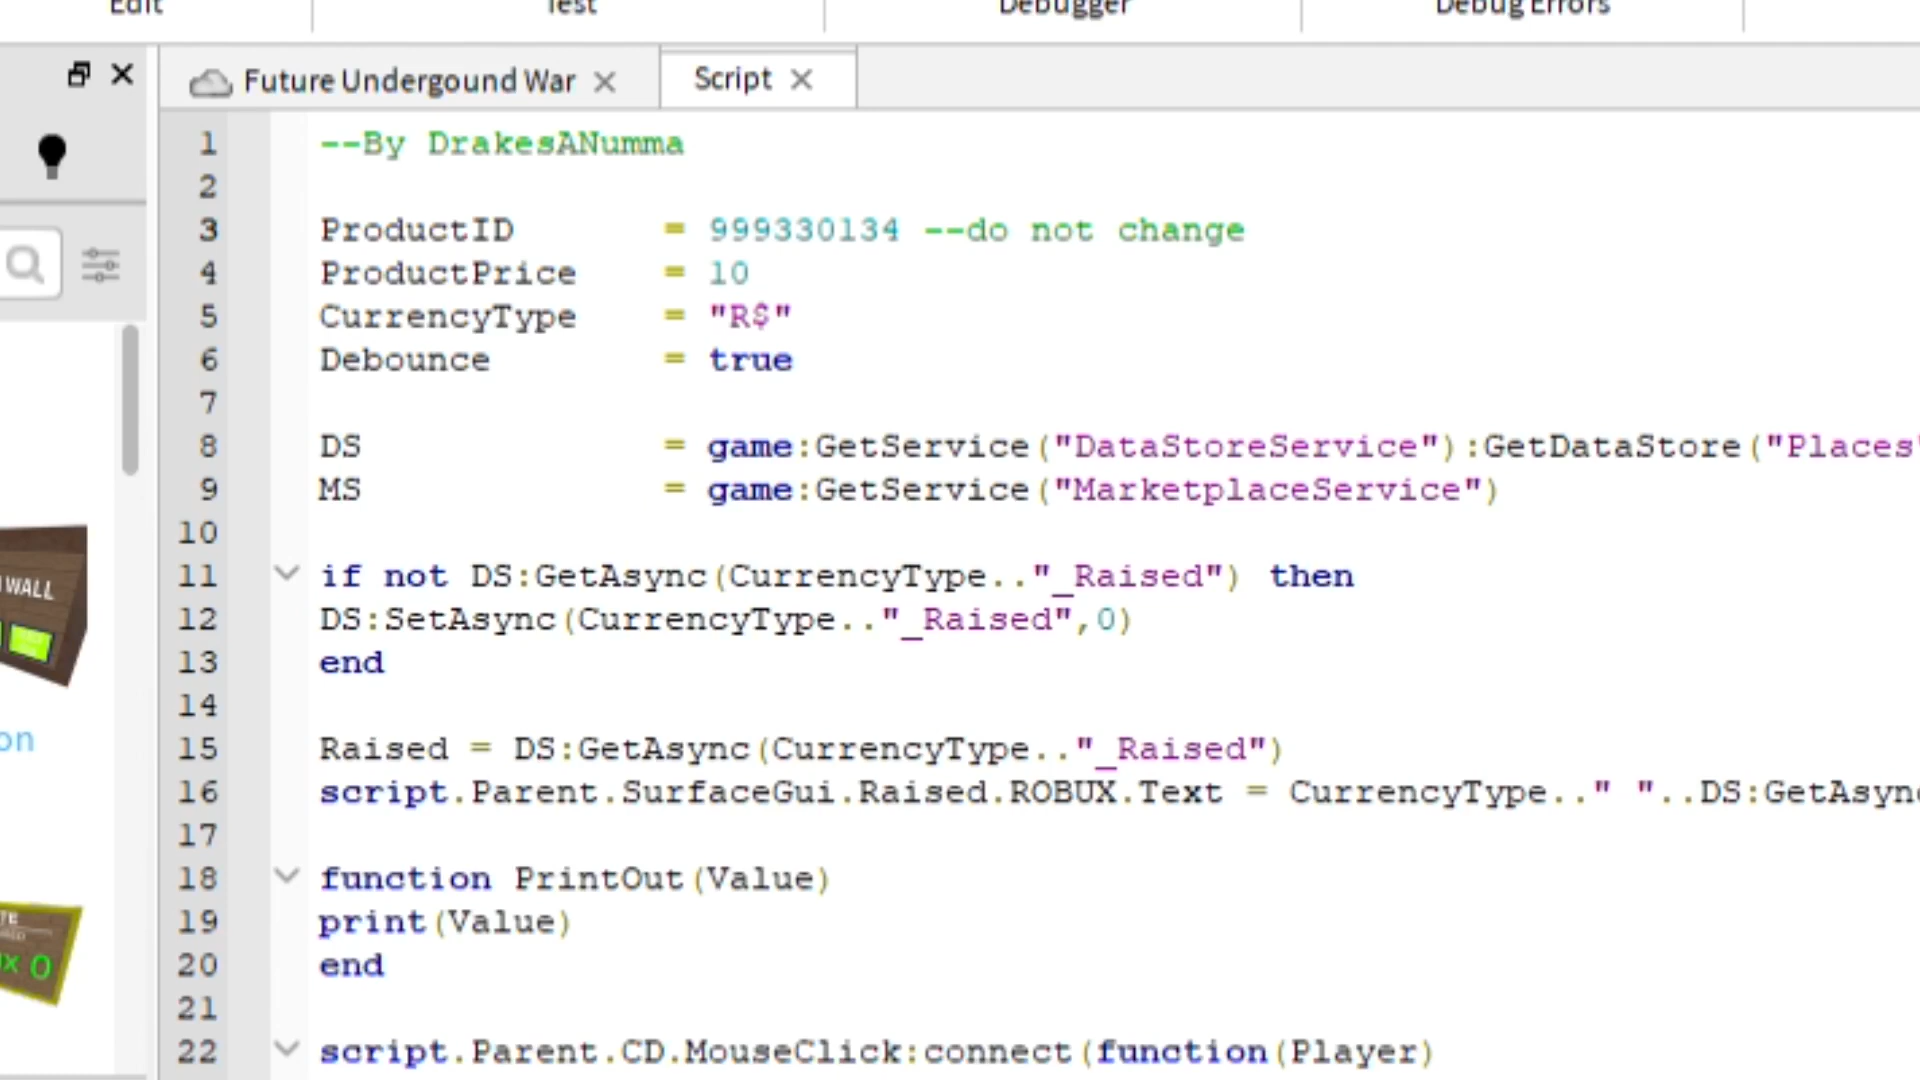 Edit Test Debugger Debug Errors
Future Undergound War Script
1 --By DrakesANumma
2
3 ProductID = 999330134 --do not change
4 ProductPrice = 10
5 CurrencyType = "R$"
6 Debounce = true
7
8 DS = game:GetService("DataStoreService"):GetDataStore("Places"
9 MS = game:GetService("MarketplaceService")
10
11 if not DS:GetAsync(CurrencyType.."_Raised") then
12 DS:SetAsync(CurrencyType.."_Raised",0)
13 end
14
15 Raised = DS:GetAsync(CurrencyType.."_Raised")
16 script.Parent.SurfaceGui.Raised.ROBUX.Text = CurrencyType.." "..DS:GetAsync
17
18 function PrintOut(Value)
19 print(Value)
20 end
21
22 script.Parent.CD.MouseClick:connect(function(Player)
WALL
on
TE
ux 0